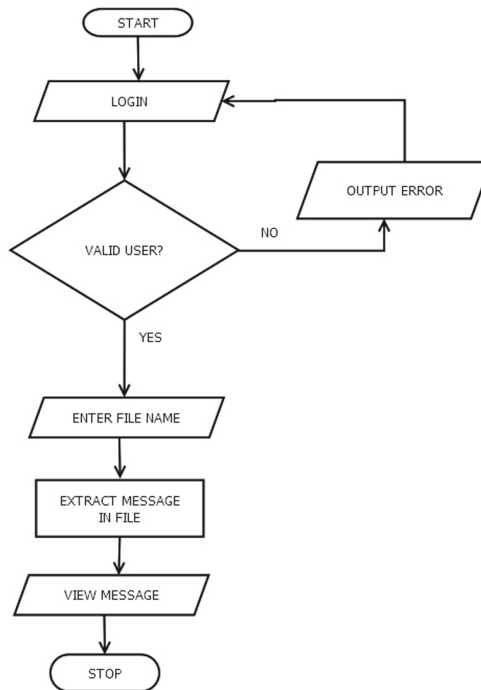 START
LOGIN
OUTPUT ERROR
VALID USER?
NO
YES
ENTER FILE NAME
EXTRACT MESSAGE
IN FILE
VIEW MESSAGE
STOP